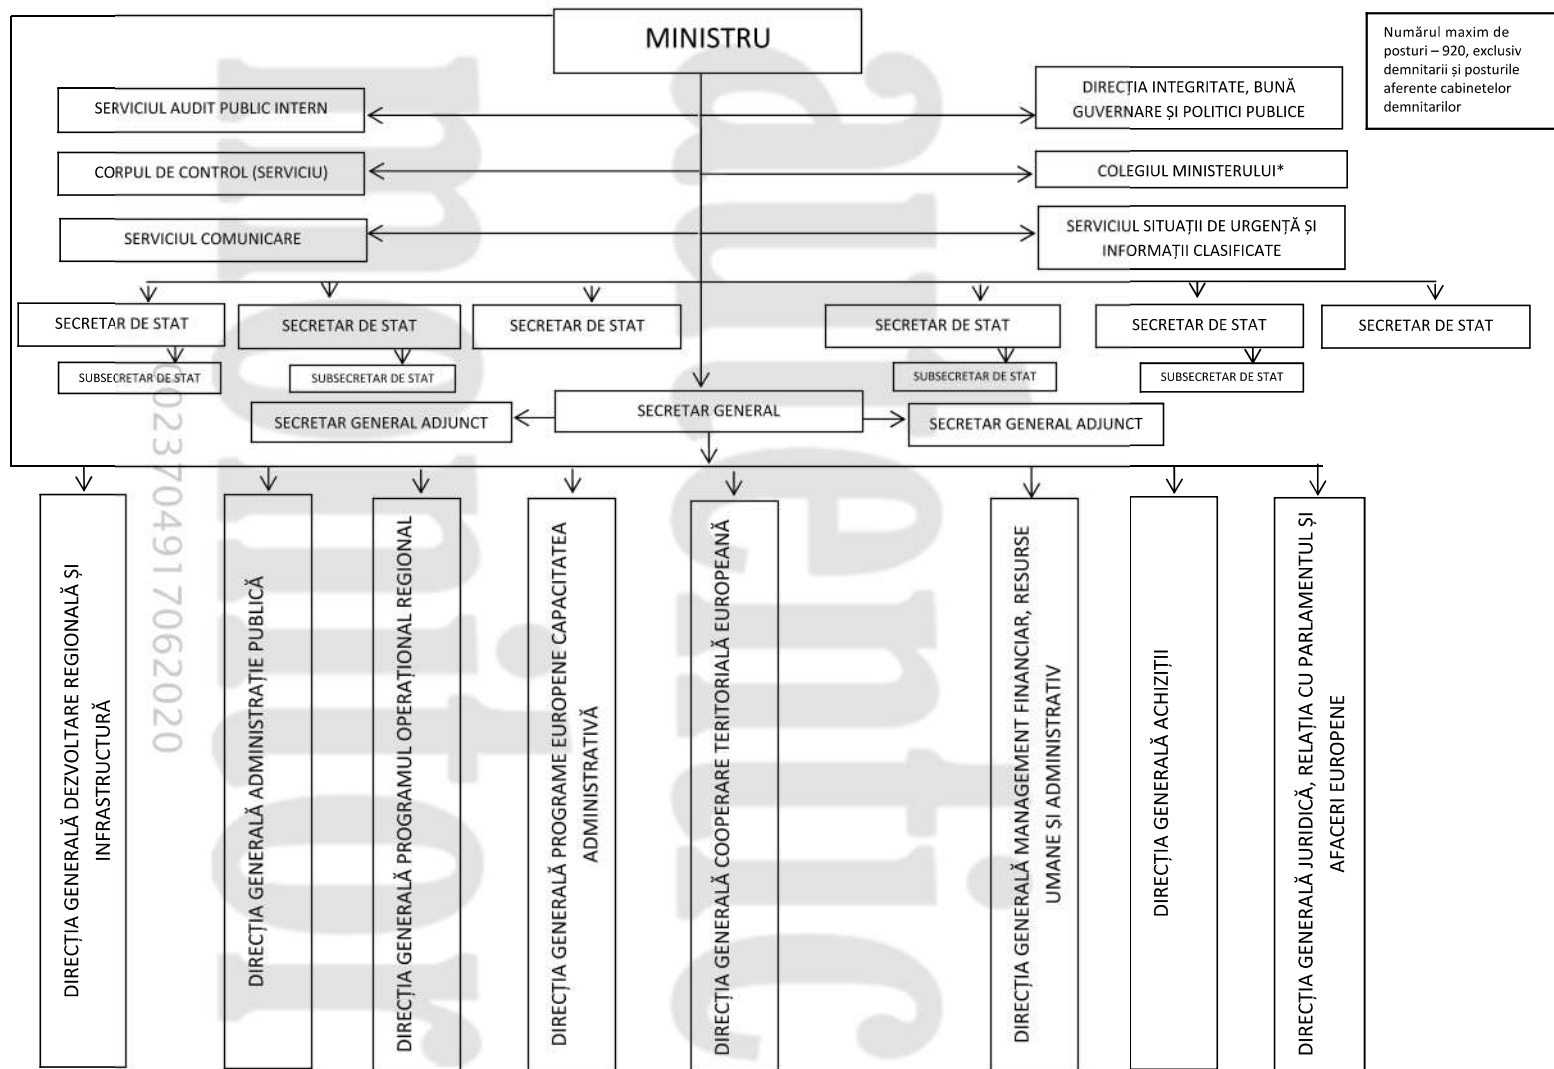 MINISTRU
Numărul maxim de
posturi – 920, exclusiv
demnitarii și posturile
aferente cabinetelor
demnitarilor
SERVICIUL AUDIT PUBLIC INTERN
DIRECȚIA INTEGRITATE, BUNĂ
GUVERNARE ȘI POLITICI PUBLICE
CORPUL DE CONTROL (SERVICIU)
COLEGIUL MINISTERULUI*
SERVICIUL COMUNICARE
SERVICIUL SITUAȚII DE URGENȚĂ ȘI
INFORMAȚII CLASIFICATE
SECRETAR DE STAT
SECRETAR DE STAT
SECRETAR DE STAT
SECRETAR DE STAT
SECRETAR DE STAT
SECRETAR DE STAT
SUBSECRETAR DE STAT
SUBSECRETAR DE STAT
SUBSECRETAR DE STAT
SUBSECRETAR DE STAT
SECRETAR GENERAL ADJUNCT
SECRETAR GENERAL
SECRETAR GENERAL ADJUNCT
DIRECȚIA GENERALĂ DEZVOLTARE REGIONALĂ ȘI
INFRASTRUCTURĂ
DIRECȚIA GENERALĂ ADMINISTRAȚIE PUBLICĂ
DIRECȚIA GENERALĂ PROGRAMUL OPERAȚIONAL REGIONAL
DIRECȚIA GENERALĂ PROGRAME EUROPENE CAPACITATEA
ADMINISTRATIVĂ
DIRECȚIA GENERALĂ COOPERARE TERITORIALĂ EUROPEANĂ
DIRECȚIA GENERALĂ MANAGEMENT FINANCIAR, RESURSE
UMANE ȘI ADMINISTRATIV
DIRECȚIA GENERALĂ ACHIZIȚII
DIRECȚIA GENERALĂ JURIDICĂ, RELAȚIA CU PARLAMENTUL ȘI
AFACERI EUROPENE
autentic
monitor